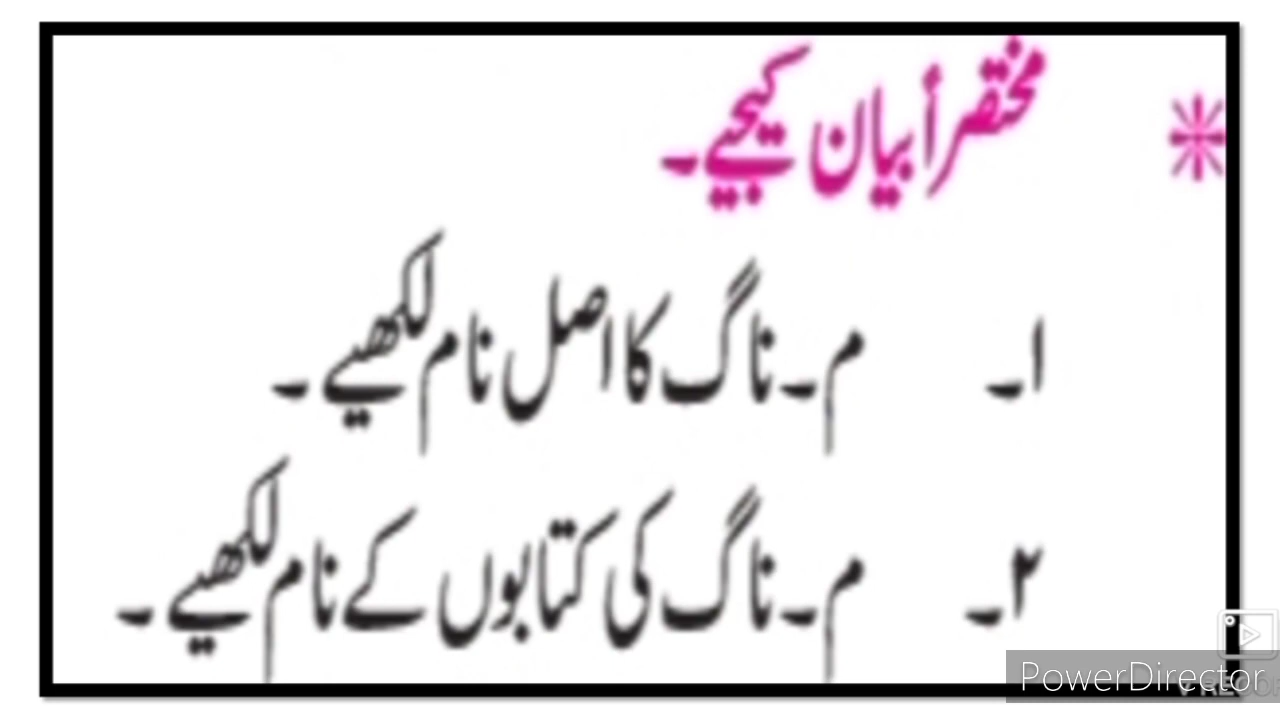 مختصراً بیان کیجیے۔
۱۔ م۔ناگ کا اصل نام لکھیے۔
۲۔ م۔ناگ کی کتابوں کے نام لکھیے۔
PowerDirector